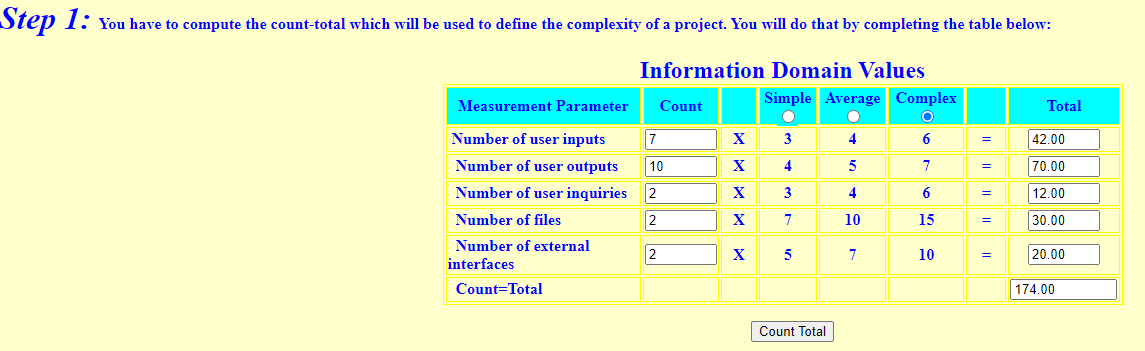 Step 1: You have to compute the count-total which will be used to define the complexity of a project. You will do that by completing the table below:
Information Domain Values
Measurement Parameter Count Simple Average Complex Total
Number of user inputs 7 X 3 4 6 = 42.00
Number of user outputs 10 X 4 5 7 = 70.00
Number of user inquiries 2 X 3 4 6 = 12.00
Number of files 2 X 7 10 15 = 30.00
Number of external
interfaces 2 X 5 7 10 = 20.00
Count=Total 174.00
Count Total